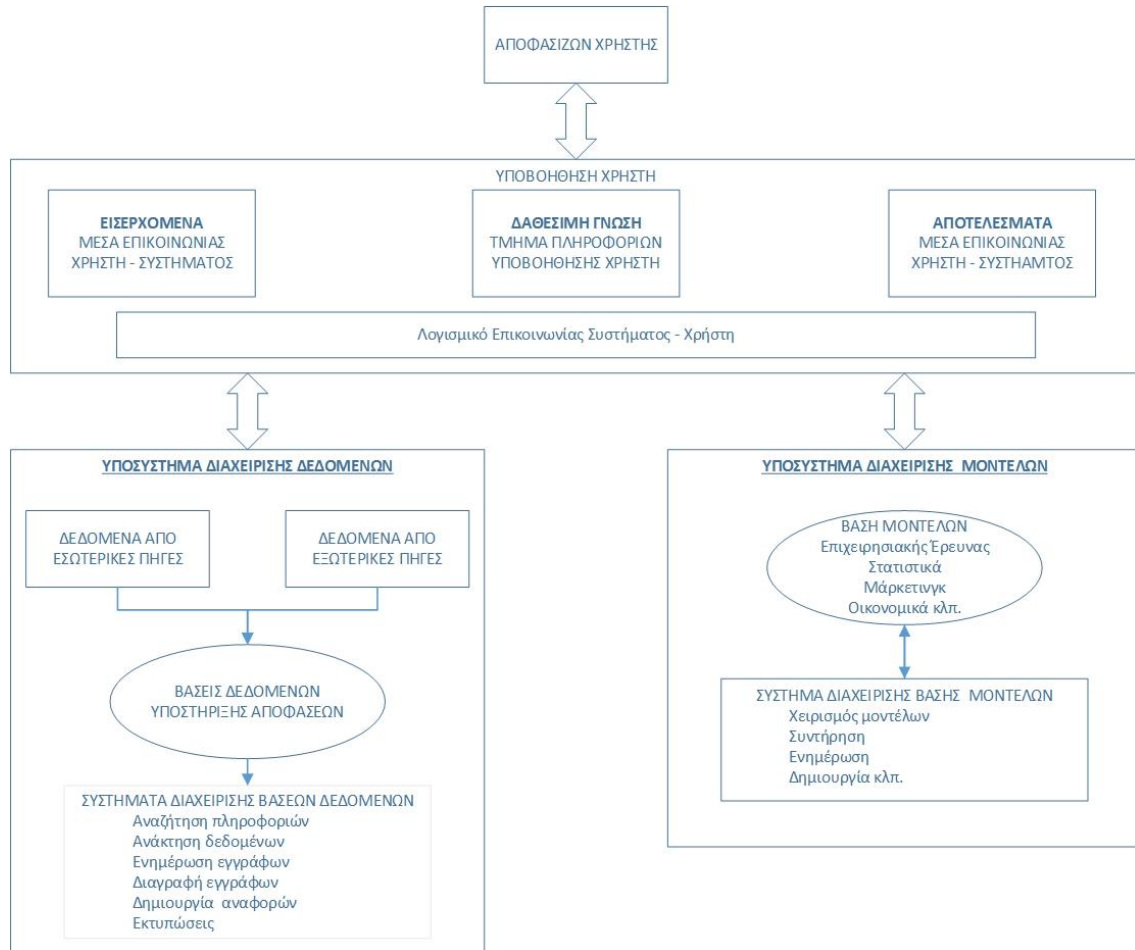 ΑΠΟΦΑΣΙΖΩΝ ΧΡΗΣΤΗΣ
ΥΠΟΒΟΗΘΗΣΗ ΧΡΗΣΤΗ
ΕΙΣΕΡΧΟΜΕΝΑ
ΜΕΣΑ ΕΠΙΚΟΙΝΩΝΙΑΣ
ΧΡΗΣΤΗ - ΣΥΣΤΗΜΑΤΟΣ
ΔΑΘΕΣΙΜΗ ΓΝΩΣΗ
ΤΜΗΜΑ ΠΛΗΡΟΦΟΡΙΩΝ
ΥΠΟΒΟΗΘΗΣΗΣ ΧΡΗΣΤΗ
ΑΠΟΤΕΛΕΣΜΑΤΑ
ΜΕΣΑ ΕΠΙΚΟΙΝΩΝΙΑΣ
ΧΡΗΣΤΗ - ΣΥΣΤΗΑΜΤΟΣ
Λογισμικό Επικοινωνίας Συστήματος - Χρήστη
ΥΠΟΣΥΣΤΗΜΑ ΔΙΑΧΕΙΡΙΣΗΣ ΔΕΔΟΜΕΝΩΝ
ΔΕΔΟΜΕΝΑ ΑΠΟ
ΕΣΩΤΕΡΙΚΕΣ ΠΗΓΕΣ
ΔΕΔΟΜΕΝΑ ΑΠΟ
ΕΞΩΤΕΡΙΚΕΣ ΠΗΓΕΣ
ΒΑΣΕΙΣ ΔΕΔΟΜΕΝΩΝ
ΥΠΟΣΤΗΡΙΞΗΣ ΑΠΟΦΑΣΕΩΝ
ΣΥΣΤΗΜΑΤΑ ΔΙΑΧΕΙΡΙΣΗΣ ΒΑΣΕΩΝ ΔΕΔΟΜΕΝΩΝ
Αναζήτηση πληροφοριών
Ανάκτηση δεδομένων
Ενημέρωση εγγράφων
Διαγραφή εγγράφων
Δημιουργία αναφορών
Εκτυπώσεις
ΥΠΟΣΥΣΤΗΜΑ ΔΙΑΧΕΙΡΙΣΗΣ ΜΟΝΤΕΛΩΝ
ΒΑΣΗ ΜΟΝΤΕΛΩΝ
Επιχειρησιακής Έρευνας
Στατιστικά
Μάρκετινγκ
Οικονομικά κλπ.
ΣΥΣΤΗΜΑ ΔΙΑΧΕΙΡΙΣΗΣ ΒΑΣΗΣ ΜΟΝΤΕΛΩΝ
Χειρισμός μοντέλων
Συντήρηση
Ενημέρωση
Δημιουργία κλπ.